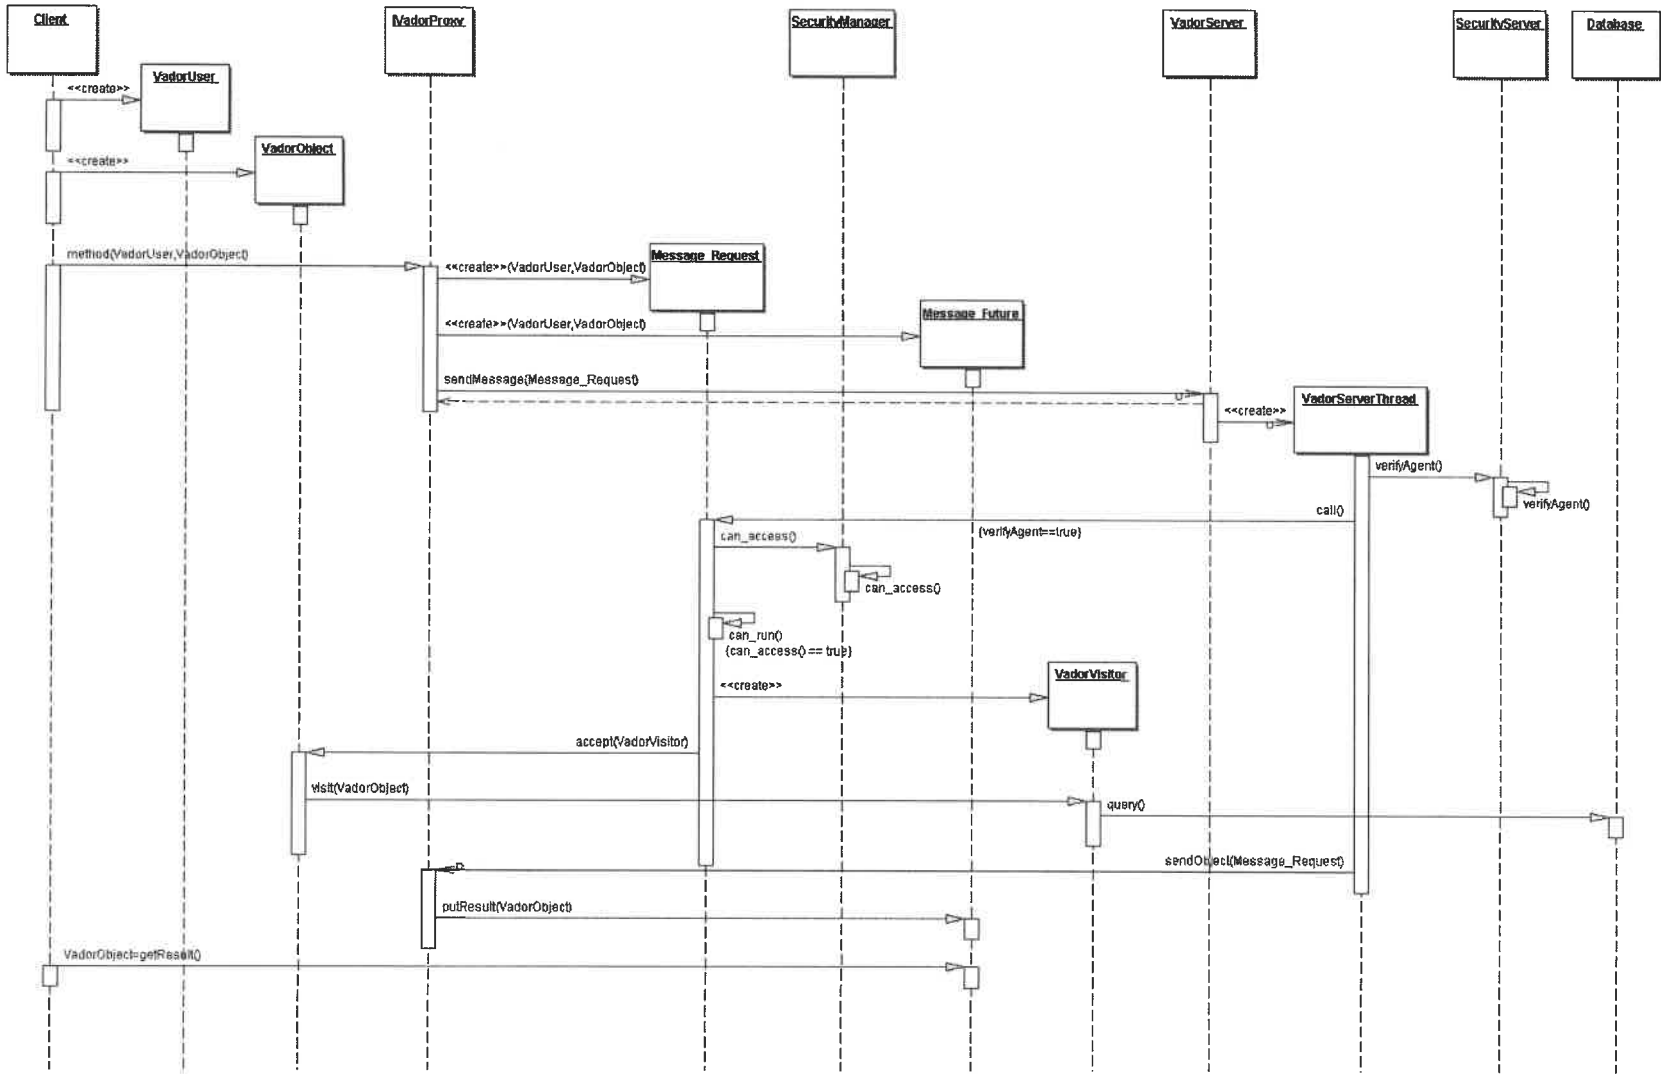 Client
IVadorProxy
SecurityManager
VadorServer
SecurityServer
Database
VadorUser
<<create>>
VadorObject
<<create>>
method(VadorUser,VadorObject)
Message_Request
<<create>>(VadorUser,VadorObject)
Message_Future
<<create>>(VadorUser,VadorObject)
sendMessage(Message_Request)
VadorServerThread
<<create>>
verifyAgent()
verifyAgent()
call()
{verifyAgent==true}
can_access()
can_access()
can_run()
{can_access() == true}
VadorVisitor
<<create>>
accept(VadorVisitor)
visit(VadorObject)
query()
sendObject(Message_Request)
putResult(VadorObject)
VadorObject=getResult()